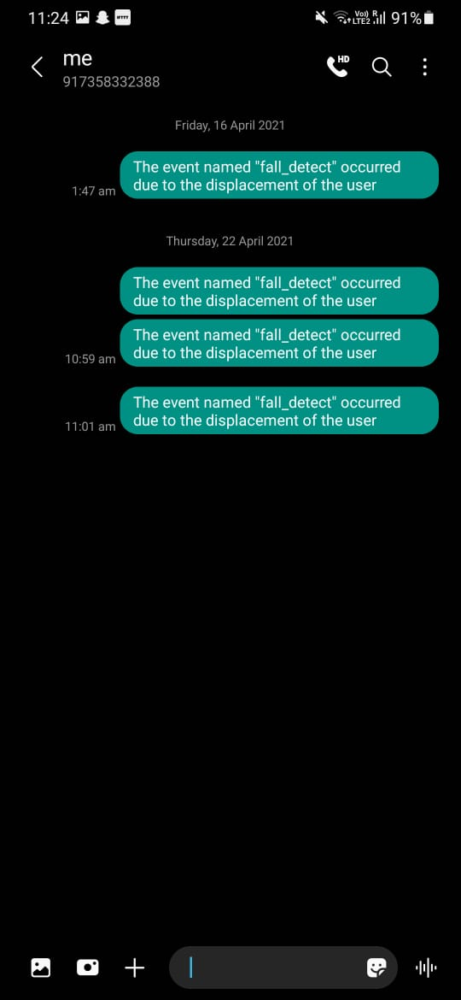 11:24 IFTTT Vo)) LTE2 R 91%
me
HD
917358332388
Friday, 16 April 2021
The event named "fall_detect" occurred
due to the displacement of the user
1:47 am
Thursday, 22 April 2021
The event named "fall_detect" occurred
due to the displacement of the user
The event named "fall_detect" occurred
due to the displacement of the user
10:59 am
The event named "fall_detect" occurred
due to the displacement of the user
11:01 am